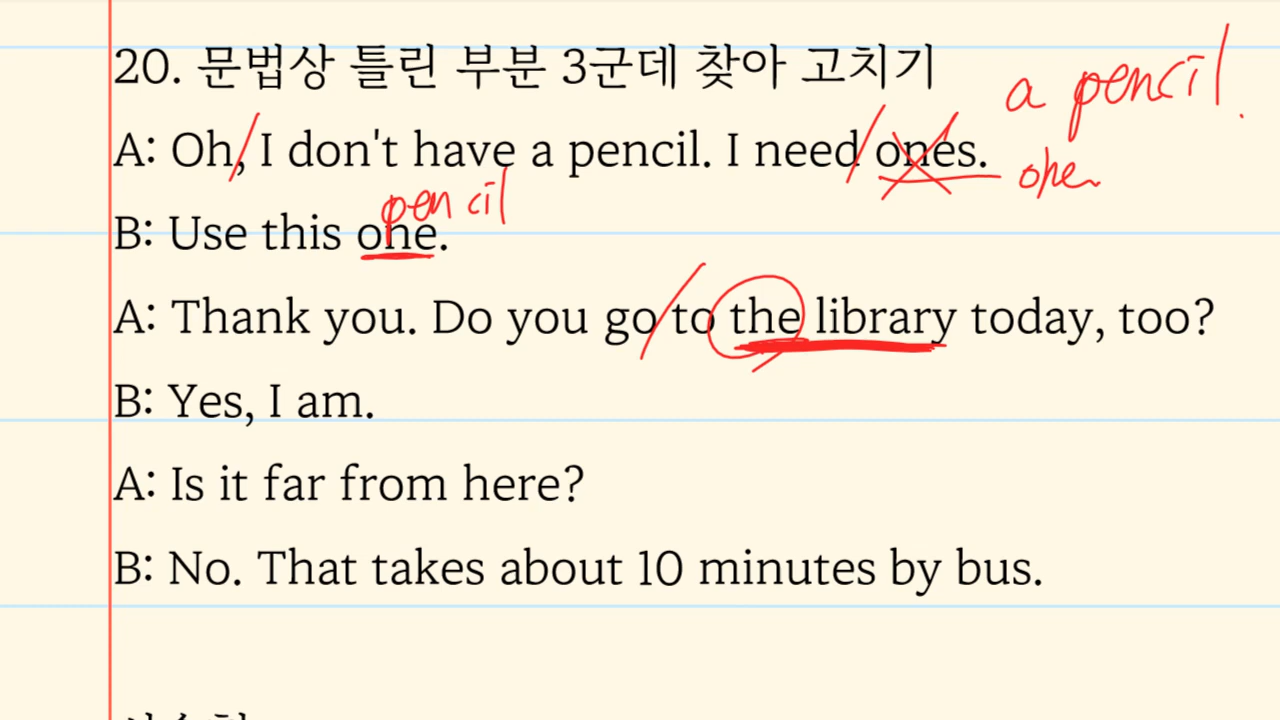 20. 문법상 틀린 부분 3군데 찾아 고치기
a pencil.
A: Oh, I don't have a pencil. I need ones.
one
pencil
B: Use this one.
A: Thank you. Do you go to the library today, too?
B: Yes, I am.
A: Is it far from here?
B: No. That takes about 10 minutes by bus.